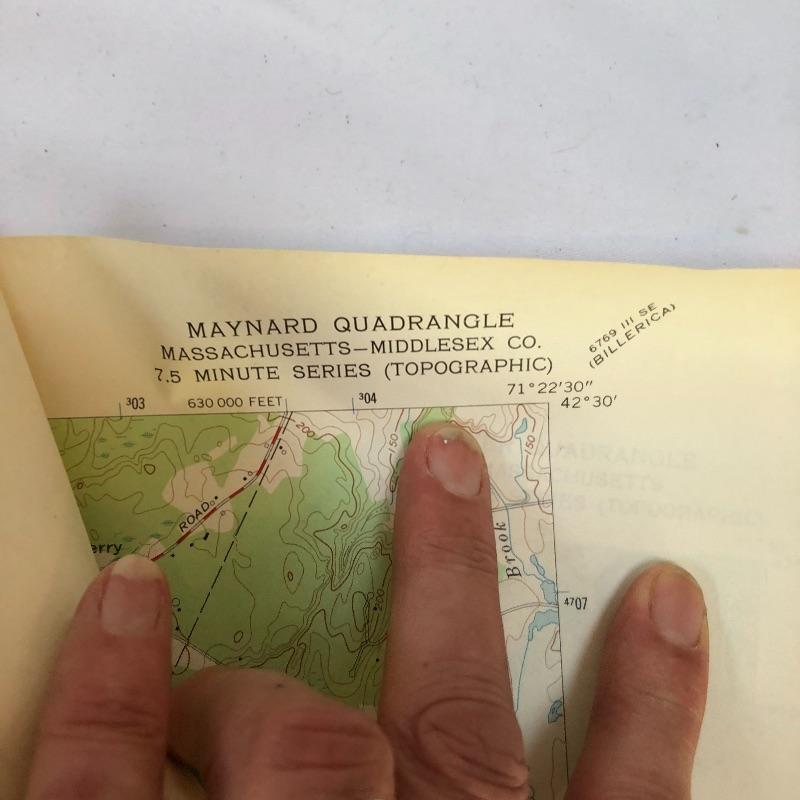 MAYNARD QUADRANGLE
MASSACHUSETTS—MIDDLESEX CO.
7.5 MINUTE SERIES (TOPOGRAPHIC)
6769 III SE
(BILLERICA)
71°22'30"
42°30'
³03
630 000 FEET
³04
200
150
150
ROAD
erry
Brook
⁴⁷07
200